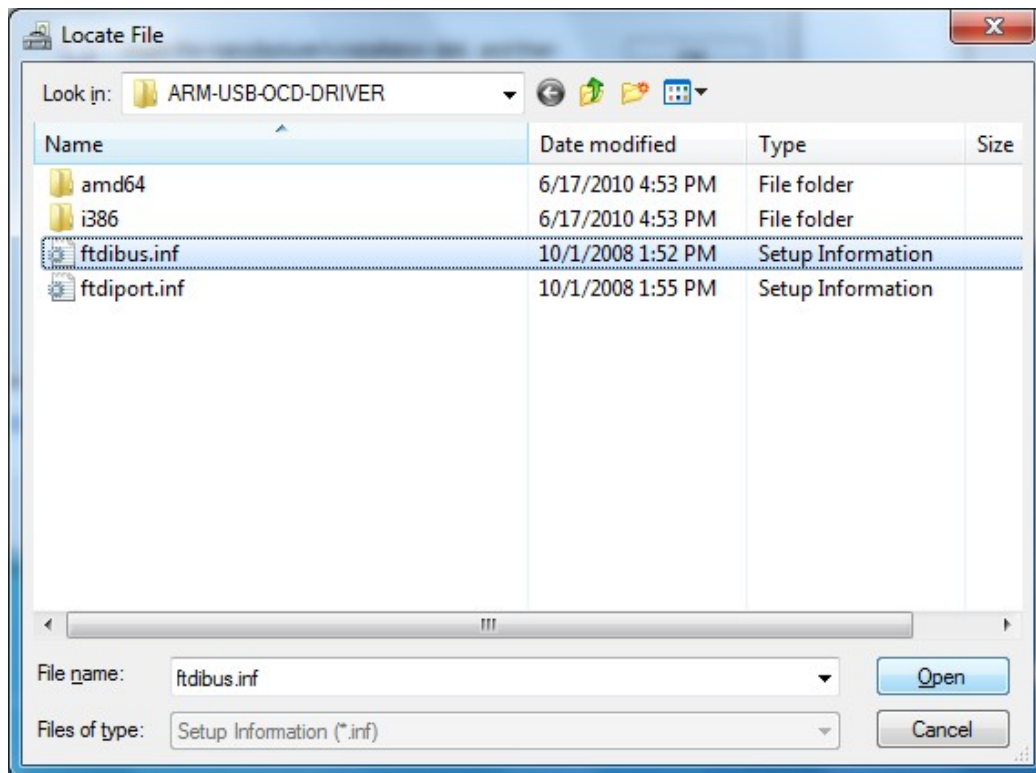 Locate File
Look in: ARM-USB-OCD-DRIVER
Name Date modified Type Size
amd64 6/17/2010 4:53 PM File folder
i386 6/17/2010 4:53 PM File folder
ftdibus.inf 10/1/2008 1:52 PM Setup Information
ftdiport.inf 10/1/2008 1:55 PM Setup Information
File name: ftdibus.inf Open
Files of type: Setup Information (*.inf) Cancel